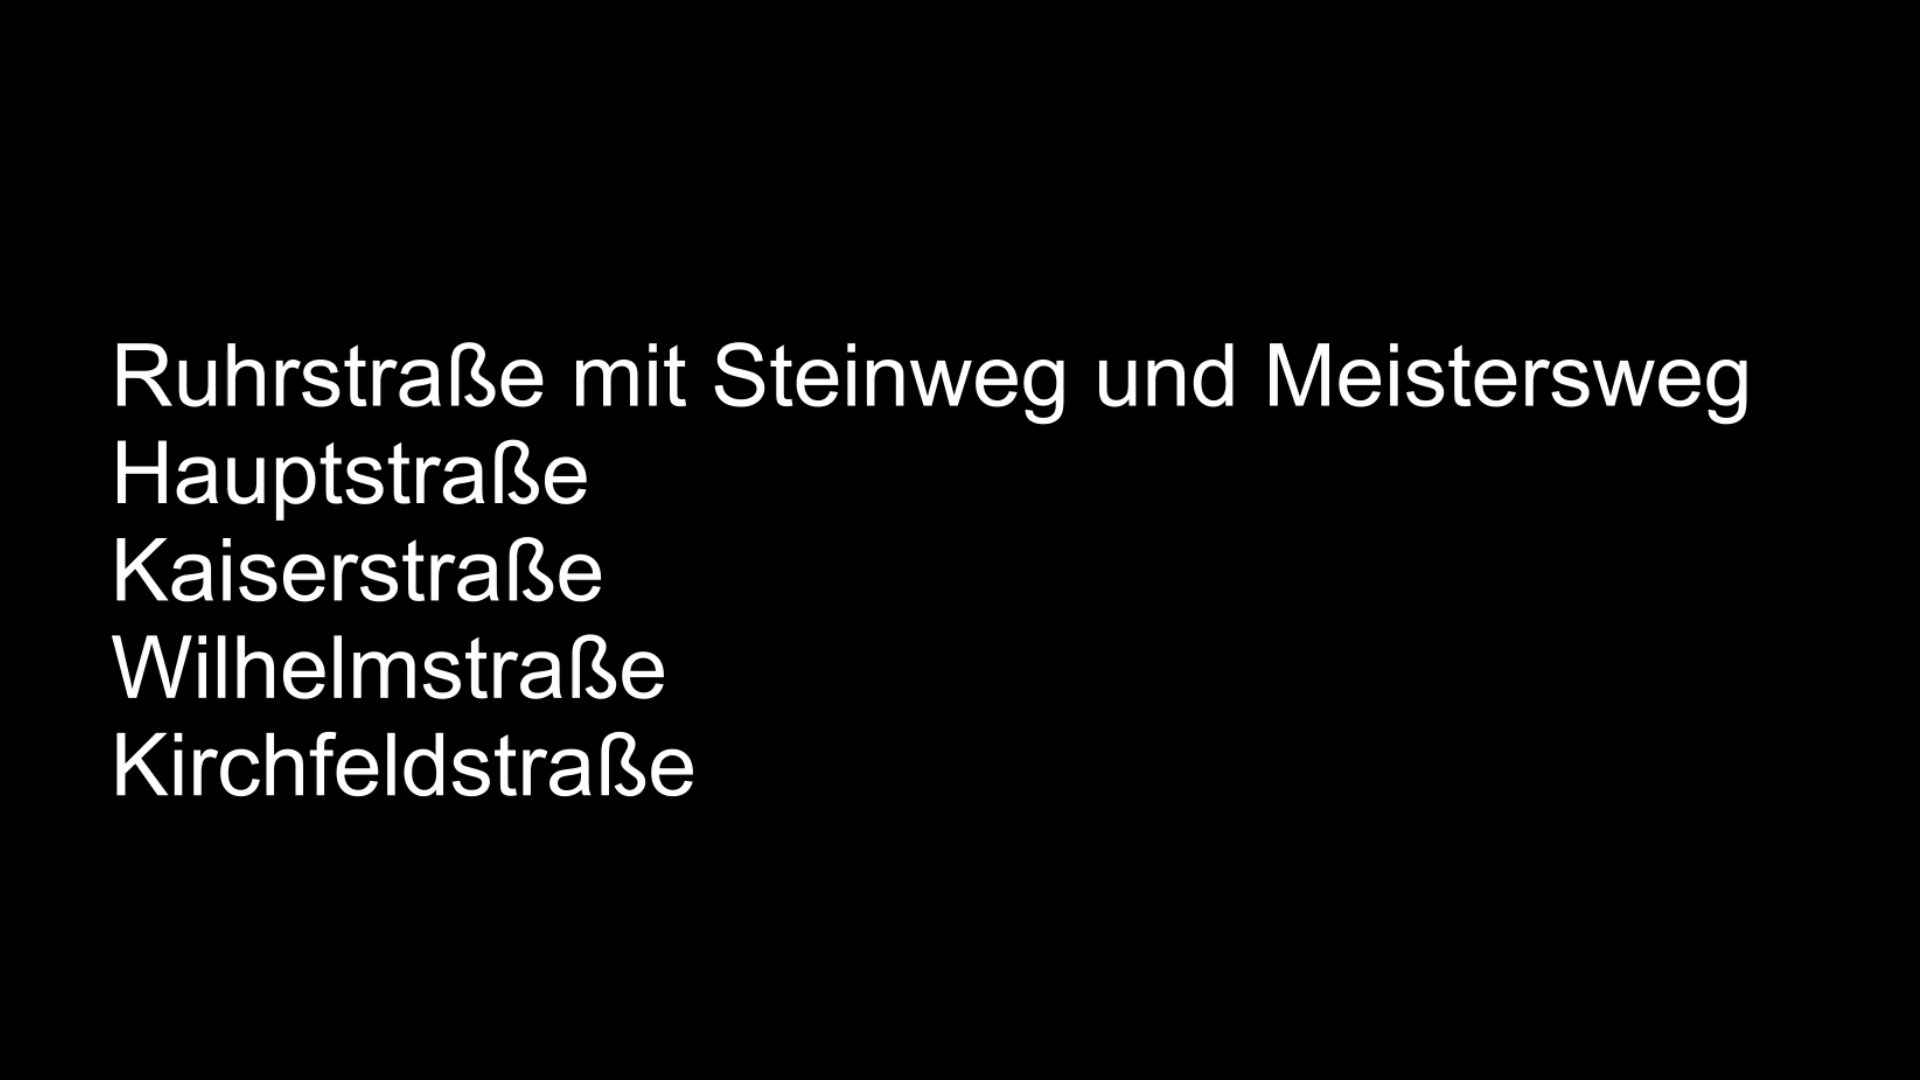 Ruhrstraße mit Steinweg und Meistersweg
Hauptstraße
Kaiserstraße
Wilhelmstraße
Kirchfeldstraße